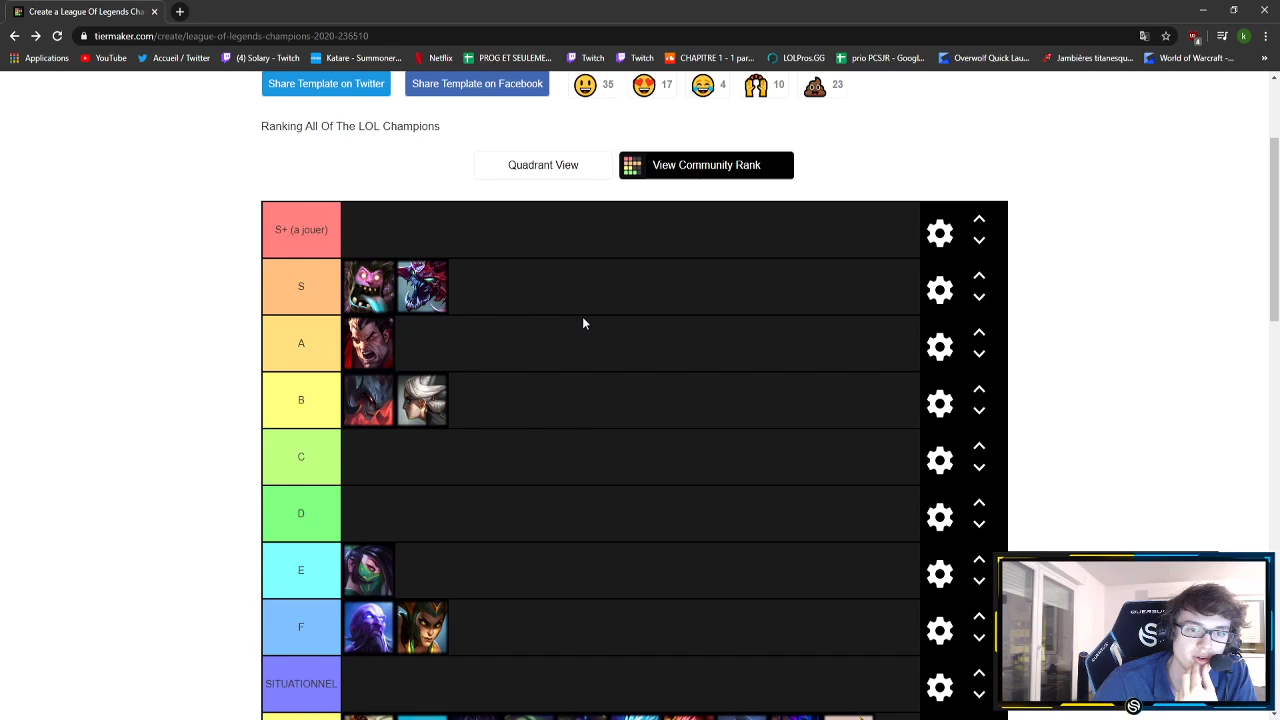 Create a League Of Legends Cha
tiermaker.com/create/league-of-legends-champions-2020-236510
Applications YouTube Accueil / Twitter (4) Solary - Twitch Katare - Summoner... Netflix PROJET SEULEME... Twitch Twitch CHAPITRE 1 - 1 par... LOLPros.GG prio PCSJR - Googl... Overwolf Quick Lau... Jambières titanesqu... World of Warcraft -...
Share Template on Twitter Share Template on Facebook 35 17 4 10 23
Ranking All Of The LOL Champions
Quadrant View View Community Rank
S+ (a jouer)
S
A
B
C
D
E
F
SITUATIONNEL